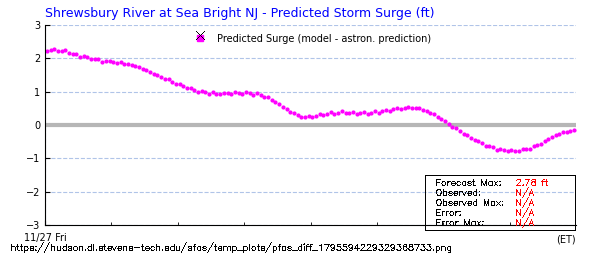 Shrewsbury River at Sea Bright NJ - Predicted Storm Surge (ft)
3
Predicted Surge (model - astron. prediction)
2
1
0
−1
−2
−3
Forecast Max: 2.78 ft
Observed: N/A
Observed Max: N/A
Error: N/A
Error Max: N/A
11/27 Fri
(ET)
https://hudson.dl.stevens-tech.edu/sfas/temp_plots/pfas_diff_1795594229329368733.png